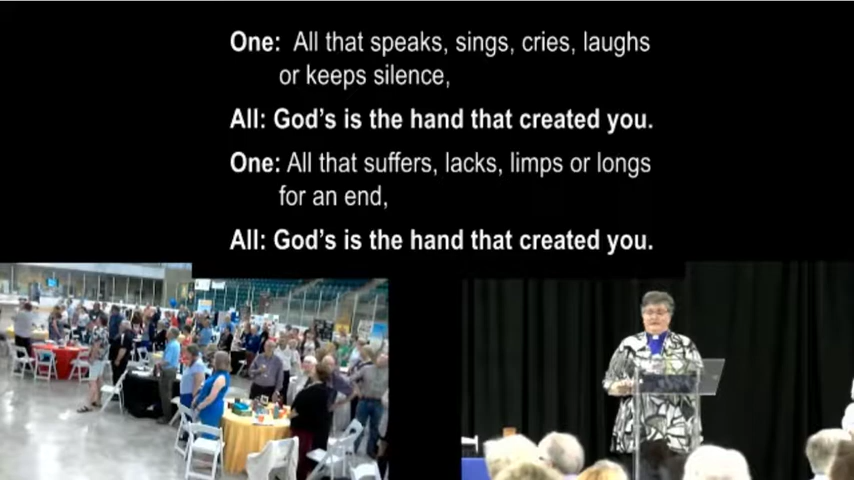 One: All that speaks, sings, cries, laughs
or keeps silence,
All: God's is the hand that created you.
One: All that suffers, lacks, limps or longs
for an end,
All: God's is the hand that created you.